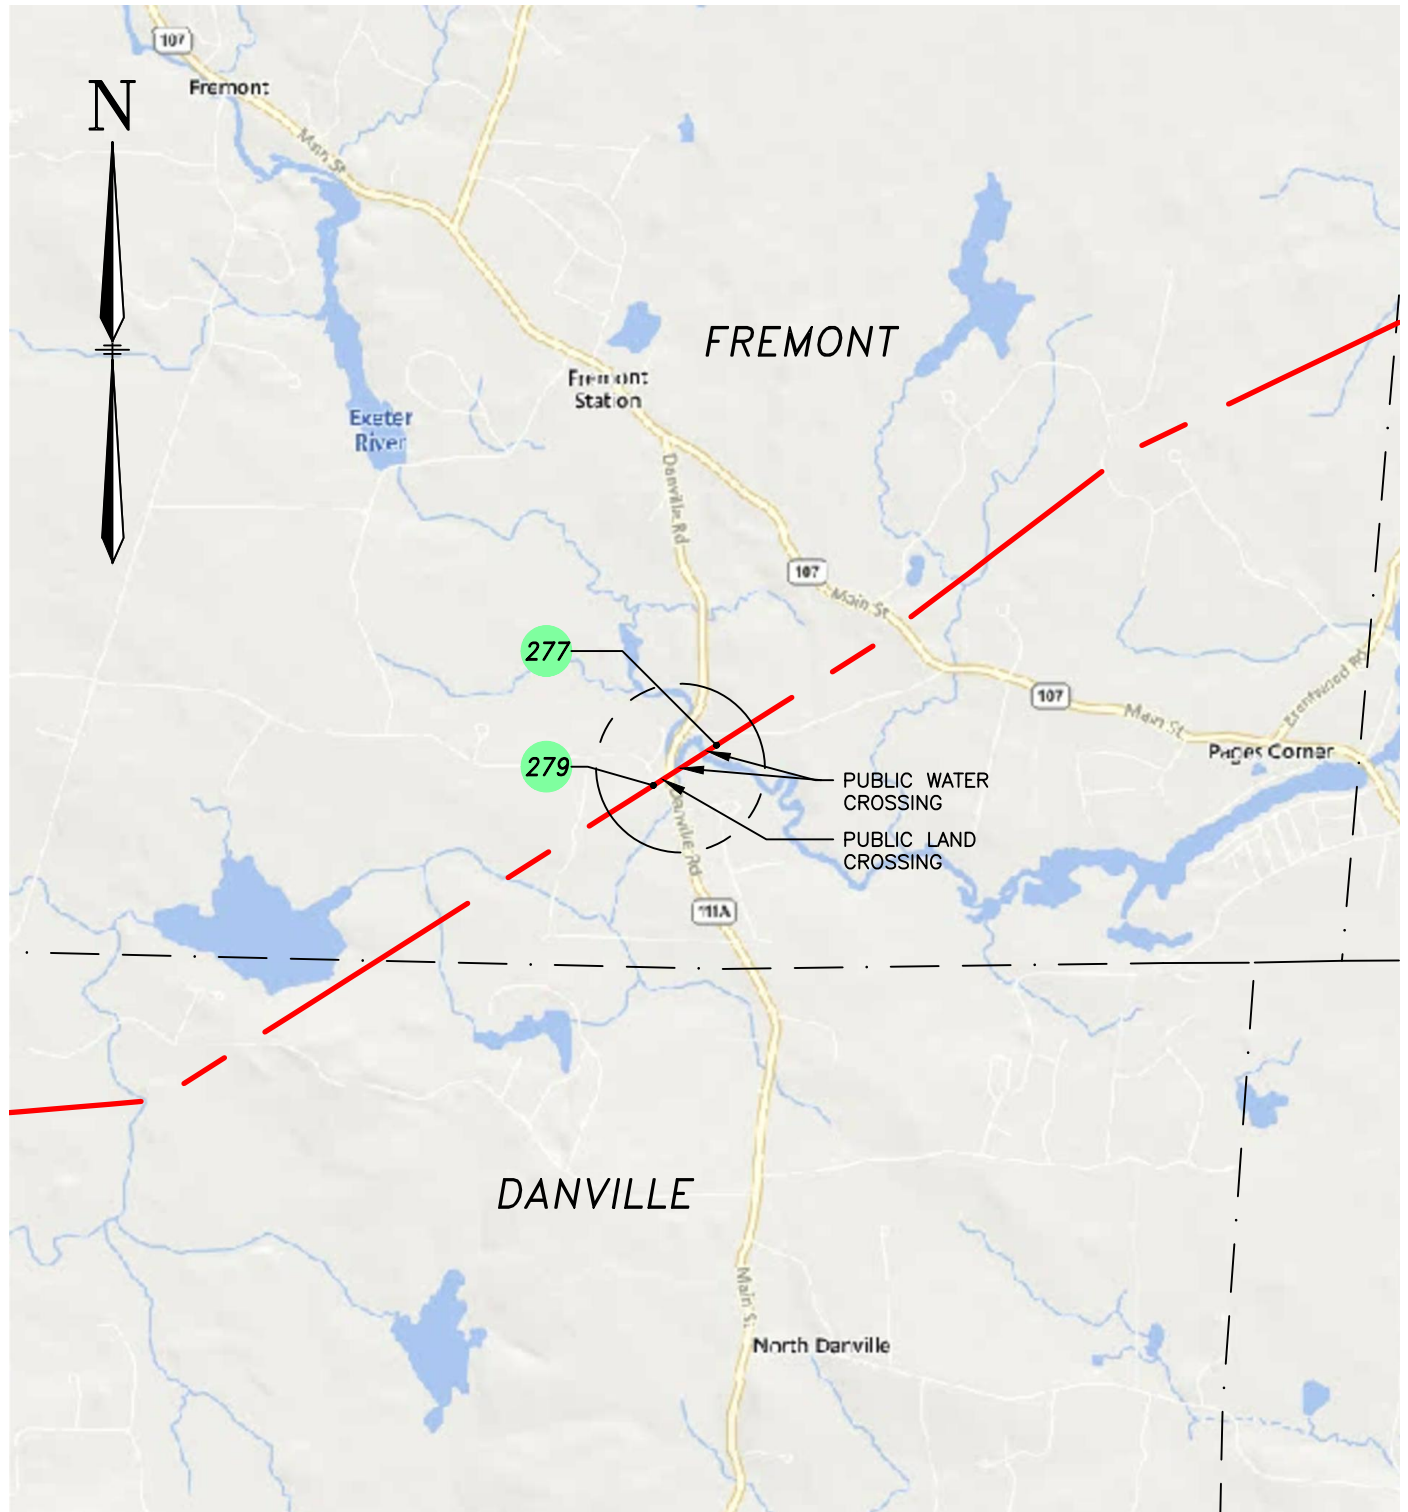 107
Fremont
N
Main St
FREMONT
Fremont
Station
Exeter
River
Danville Rd
107
Main St
277
107
Main St
Brentwood Rd
Pages Corner
279
PUBLIC WATER
CROSSING
PUBLIC LAND
CROSSING
Danville Rd
111A
DANVILLE
Main St
North Danville